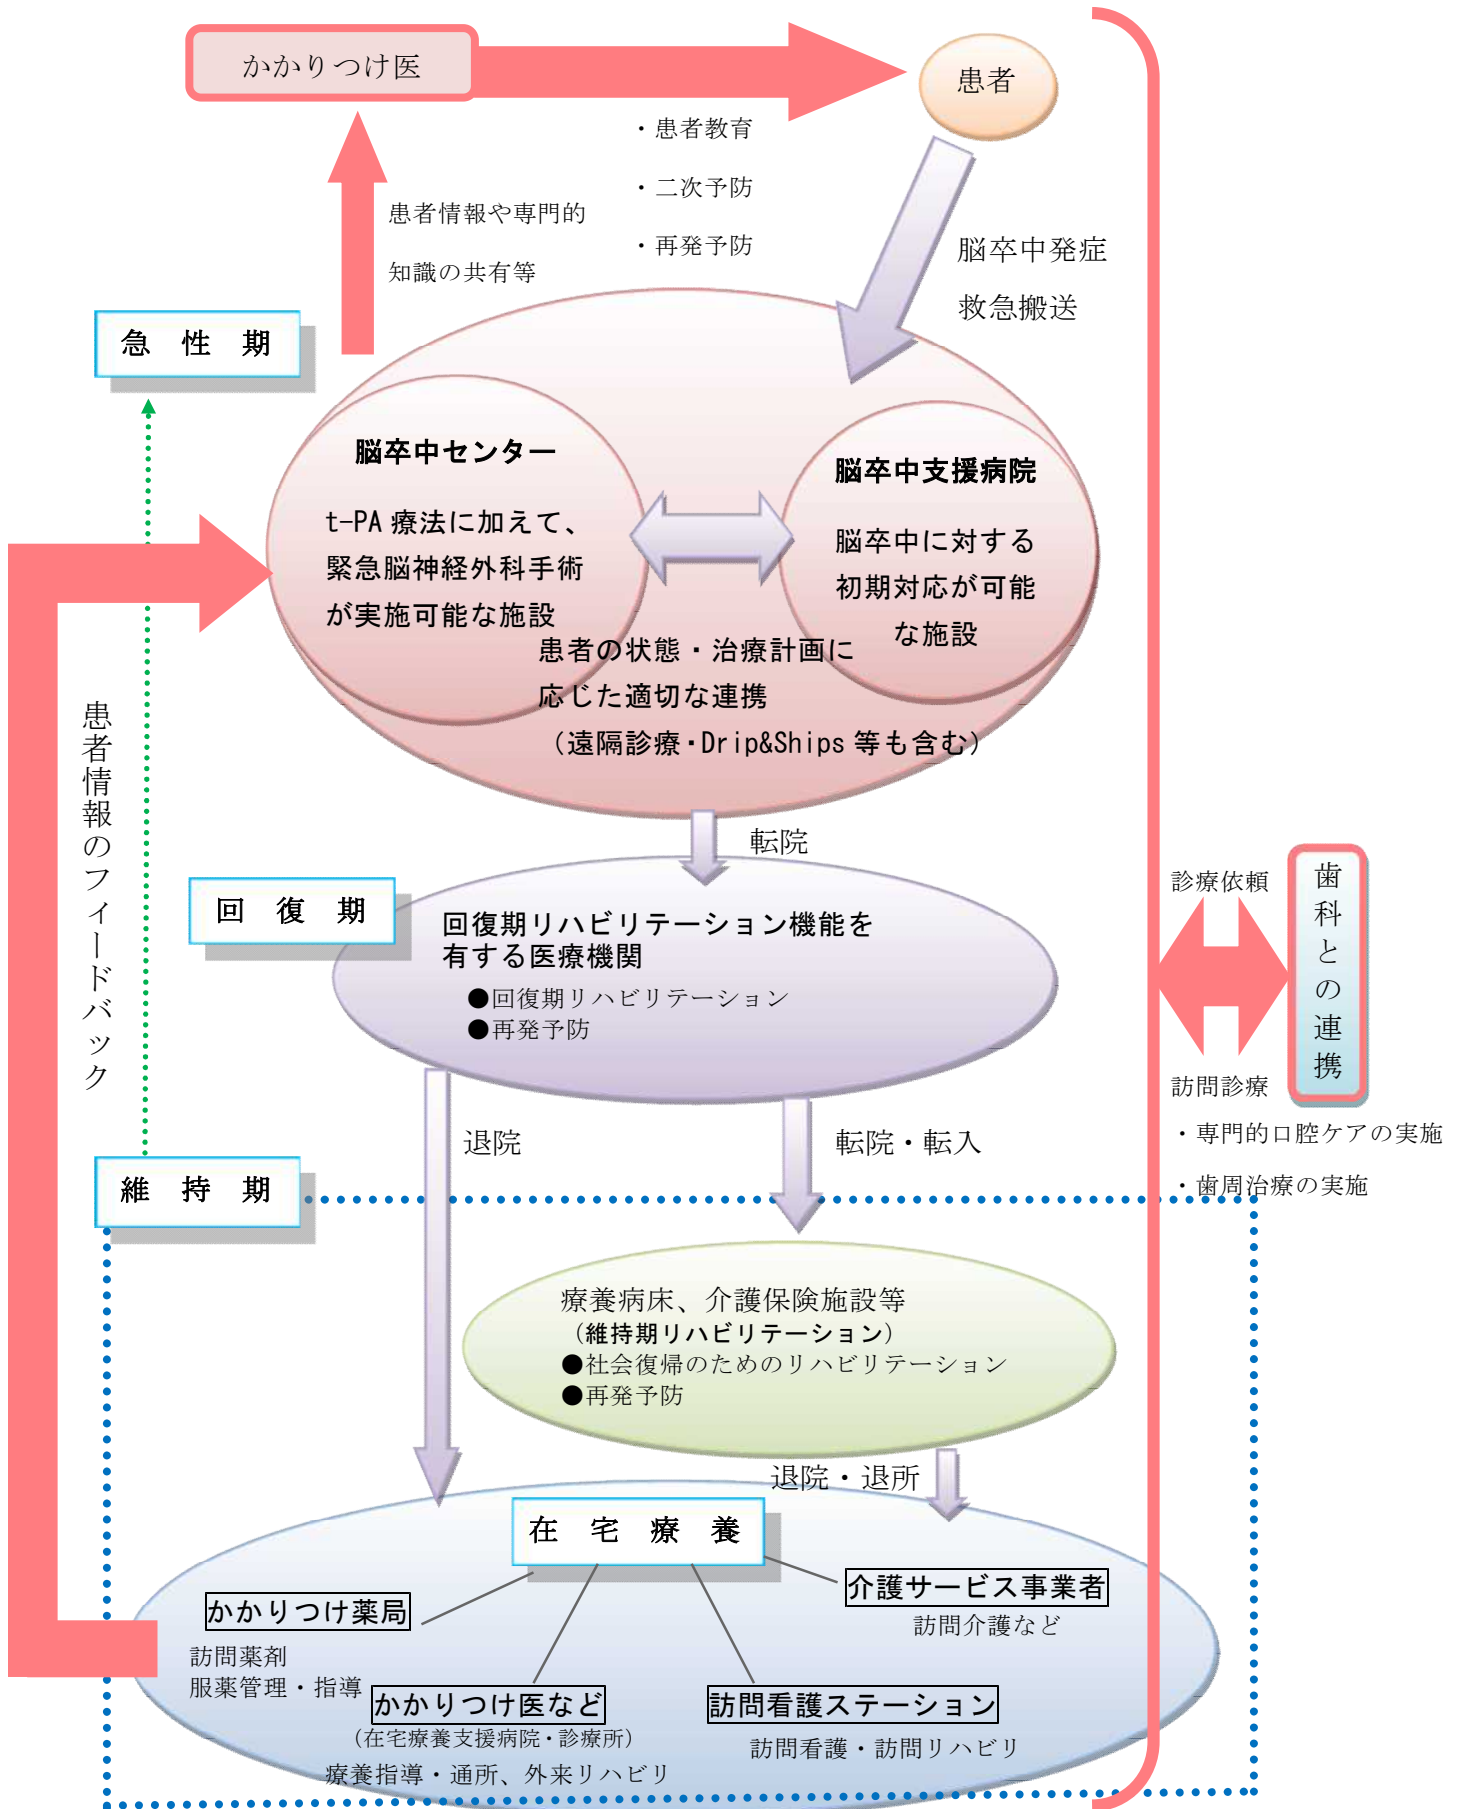 かかりつけ医
患者
・患者教育
・二次予防
・再発予防
患者情報や専門的
知識の共有等
脳卒中発症
救急搬送
急性期
脳卒中センター
t-PA 療法に加えて、
緊急脳神経外科手術
が実施可能な施設
脳卒中支援病院
脳卒中に対する
初期対応が可能
な施設
患者の状態・治療計画に
応じた適切な連携
（遠隔診療・Drip&Ships 等も含む）
患者情報のフィードバック
転院
回復期
回復期リハビリテーション機能を
有する医療機関
●回復期リハビリテーション
●再発予防
診療依頼
歯科との連携
訪問診療
・専門的口腔ケアの実施
・歯周治療の実施
退院
転院・転入
維持期
療養病床、介護保険施設等
（維持期リハビリテーション）
●社会復帰のためのリハビリテーション
●再発予防
退院・退所
在宅療養
介護サービス事業者
訪問介護など
かかりつけ薬局
訪問薬剤
服薬管理・指導
かかりつけ医など
（在宅療養支援病院・診療所）
療養指導・通所、外来リハビリ
訪問看護ステーション
訪問看護・訪問リハビリ